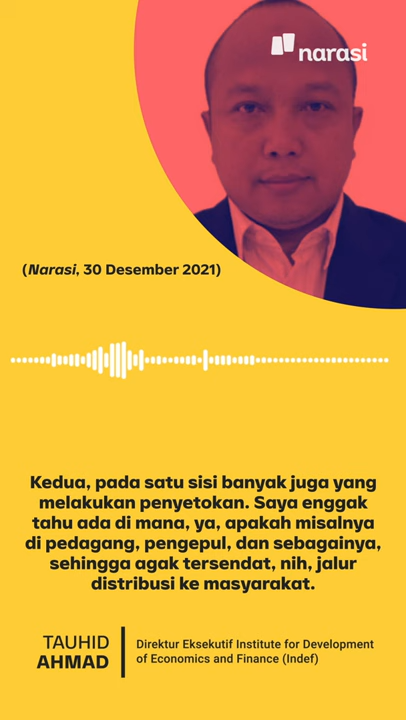 narasi
(Narasi, 30 Desember 2021)
Kedua, pada satu sisi banyak juga yang
melakukan penyetokan. Saya enggak
tahu ada di mana, ya, apakah misalnya
di pedagang, pengepul, dan sebagainya,
sehingga agak tersendat, nih, jalur
distribusi ke masyarakat.
TAUHID
AHMAD
Direktur Eksekutif Institute for Development
of Economics and Finance (Indef)